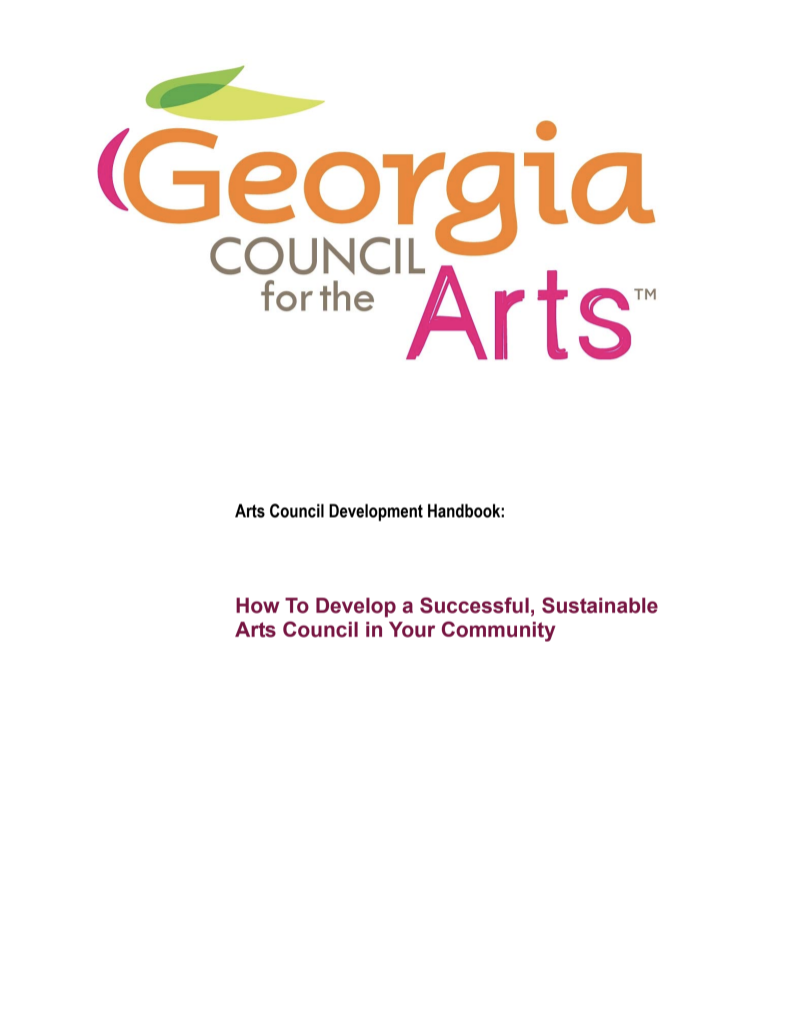 Georgia
COUNCIL
for the
Arts™
Arts Council Development Handbook:
How To Develop a Successful, Sustainable
Arts Council in Your Community